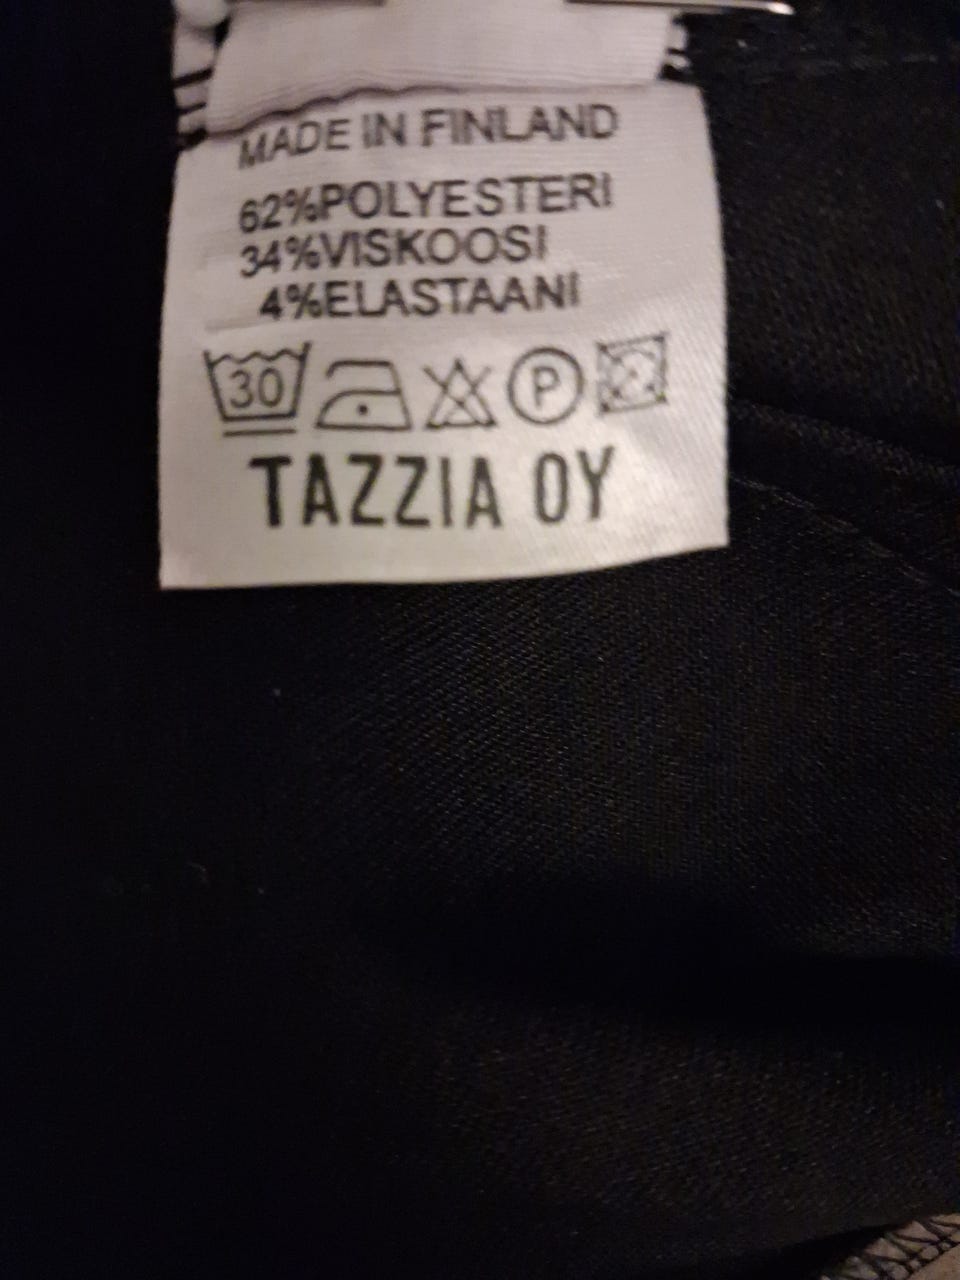 MADE IN FINLAND
62%POLYESTERI
34%VISKOOSI
4%ELASTAANI
30 P
TAZZIA OY